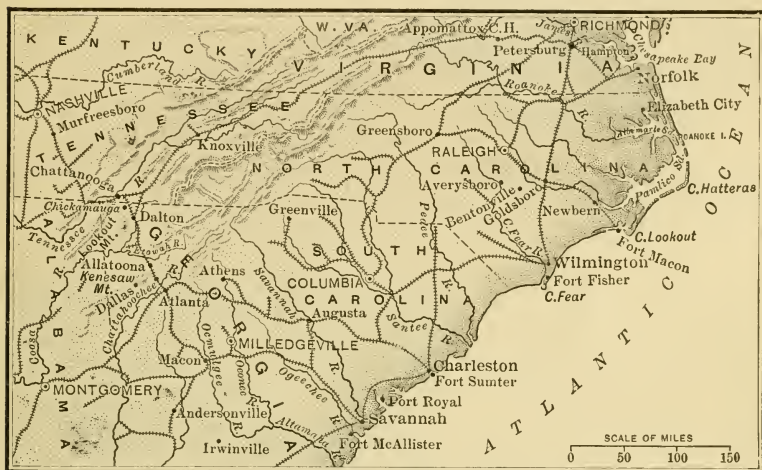 KENTUCKY
W. VA.
Appomattox C.H.
James
RICHMOND
Petersburg
Hampton
Chesapeake Bay
Norfolk
VIRGINIA
Cumberland R.
NASHVILLE
Murfreesboro
TENNESSEE
Roanoke R.
Elizabeth City
Albemarle S.
ROANOKE I.
Greensboro
Knoxville
RALEIGH
NORTH CAROLINA
Pamlico Sd.
C. Hatteras
Chattanooga
Chickamauga
Dalton
Averysboro
Bentonville
Goldsboro
Newbern
Tennessee R.
Lookout Mt.
Greenville
Pedee R.
C. Fear R.
C. Lookout
Fort Macon
Etowah R.
SOUTH CAROLINA
Wilmington
Fort Fisher
C. Fear
Allatoona
Kenesaw Mt.
Dallas
Athens
Savannah R.
COLUMBIA
Chattahoochee R.
Atlanta
Augusta
Santee R.
ALABAMA
Coosa
GEORGIA
Ocmulgee
Oconee R.
MILLEDGEVILLE
Macon
Ogeechee R.
Charleston
Fort Sumter
MONTGOMERY
Andersonville
Port Royal
Altamaha
Savannah
Irwinville
Fort McAllister
ATLANTIC OCEAN
SCALE OF MILES
0 50 100 150